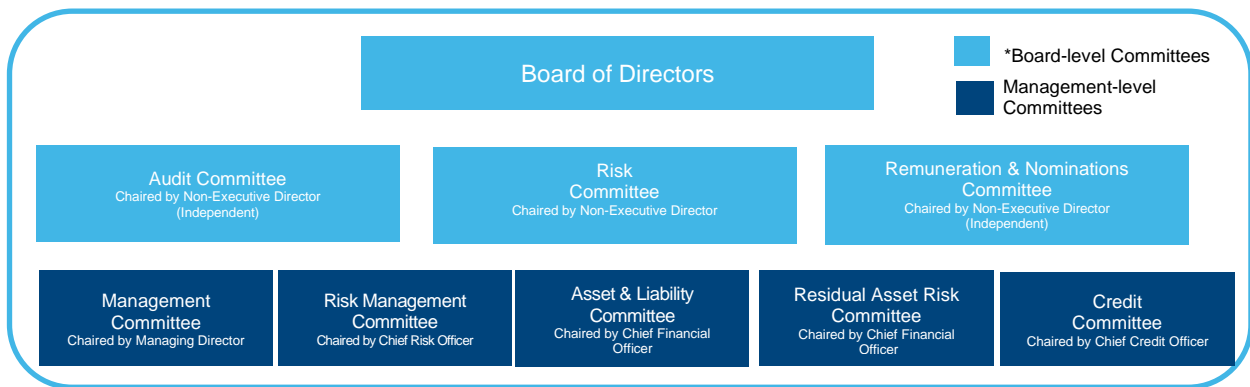 Board of Directors
*Board-level Committees
Management-level
Committees
Audit Committee
Chaired by Non-Executive Director
(Independent)
Risk
Committee
Chaired by Non-Executive Director
Remuneration & Nominations
Committee
Chaired by Non-Executive Director
(Independent)
Management
Committee
Chaired by Managing Director
Risk Management
Committee
Chaired by Chief Risk Officer
Asset & Liability
Committee
Chaired by Chief Financial
Officer
Residual Asset Risk
Committee
Chaired by Chief Financial
Officer
Credit
Committee
Chaired by Chief Credit Officer